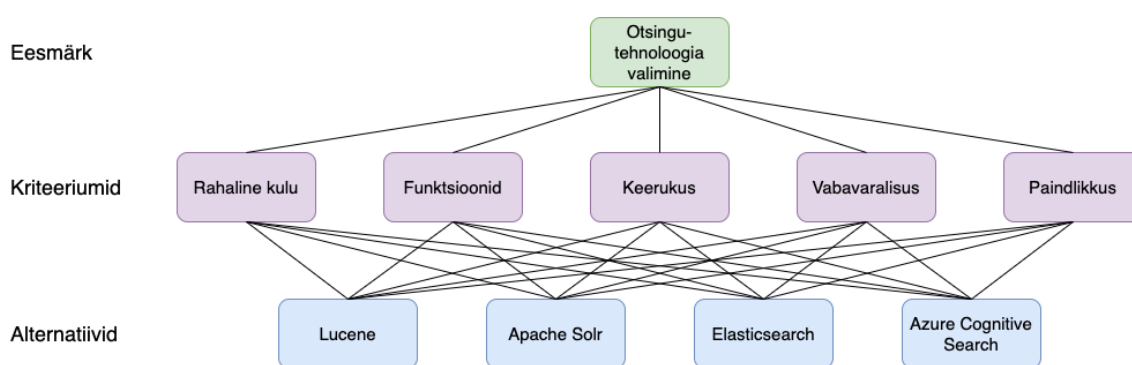 Eesmärk
Otsingu-
tehnoloogia
valimine
Kriteeriumid
Rahaline kulu
Funktsioonid
Keerukus
Vabavaralisus
Paindlikkus
Alternatiivid
Lucene
Apache Solr
Elasticsearch
Azure Cognitive
Search